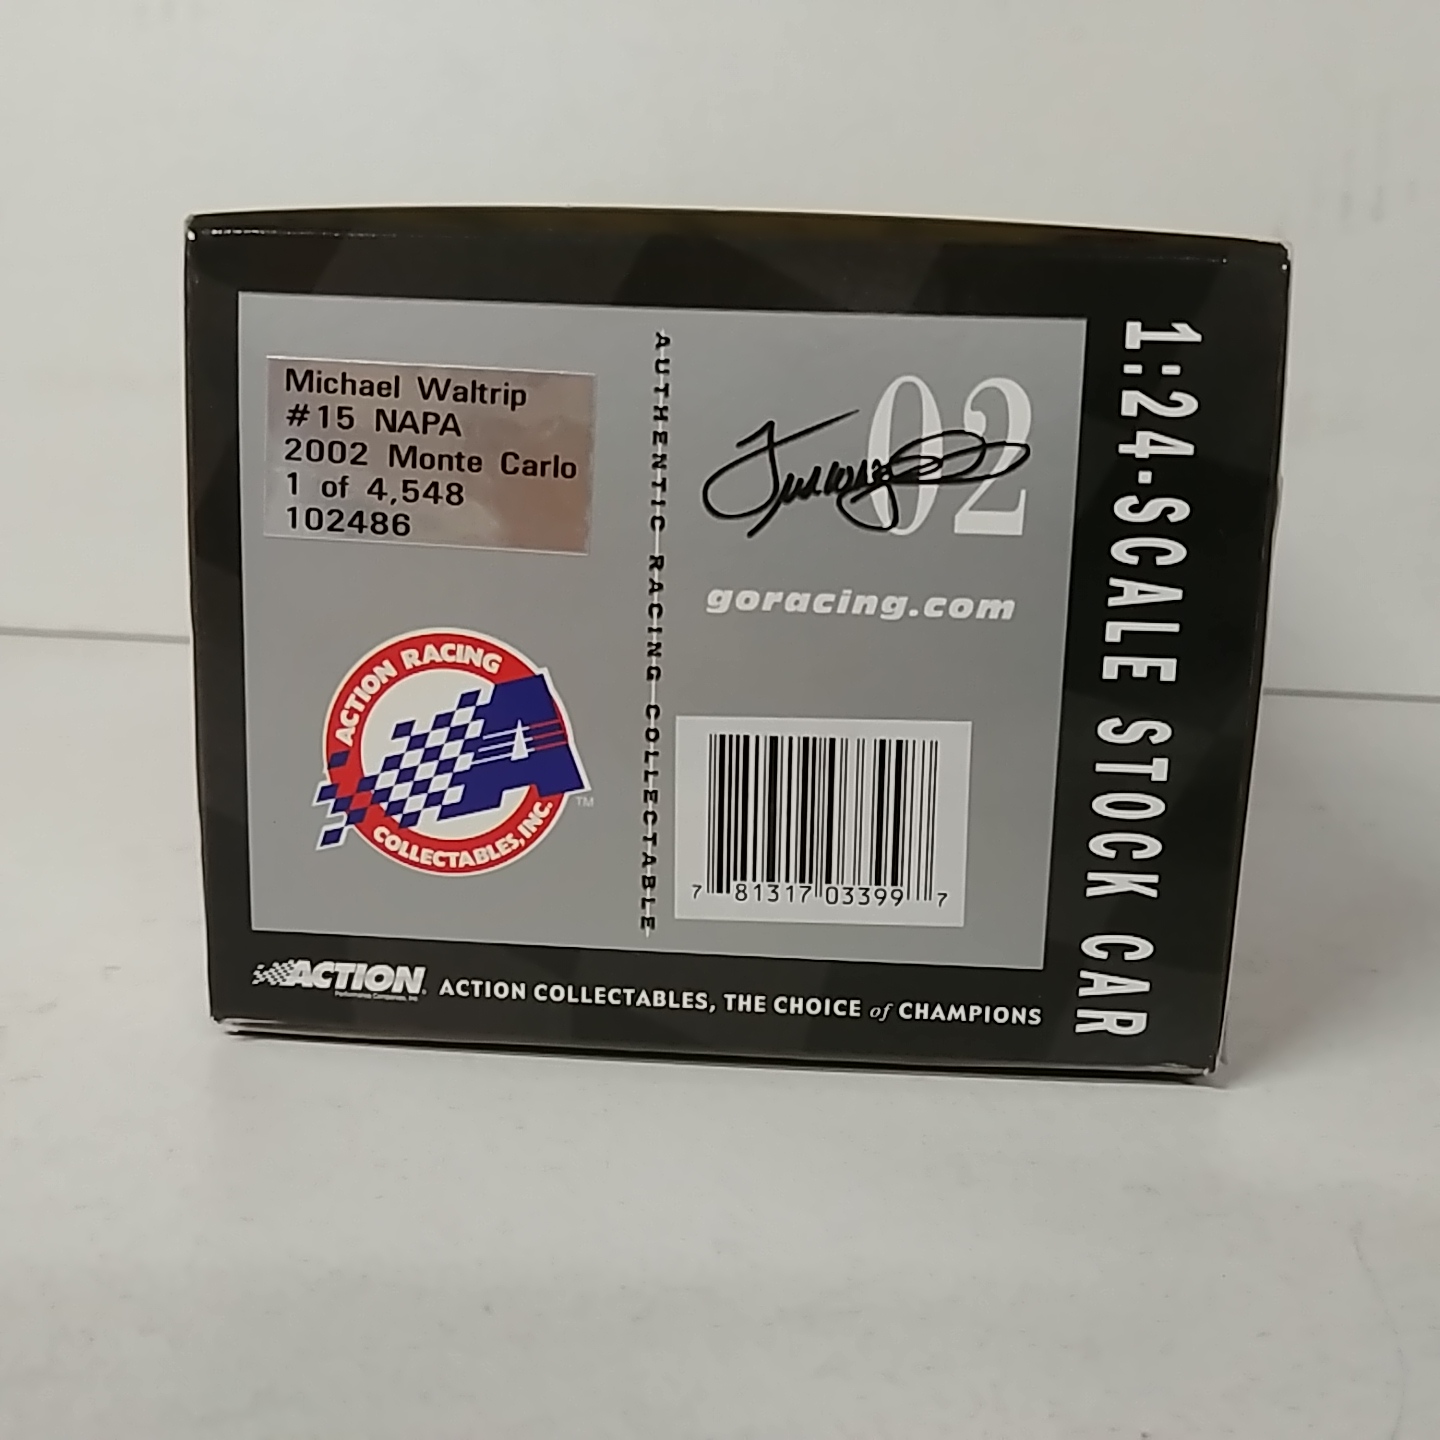 Michael Waltrip
#15 NAPA
2002 Monte Carlo
1 of 4,548
102486
ACTION RACING
COLLECTABLES, INC.
TM
AUTHENTIC RACING COLLECTABLE
02
goracing.com
7 81317 03399 7
1:24-SCALE STOCK CAR
ACTION
ACTION COLLECTABLES, THE CHOICE of CHAMPIONS